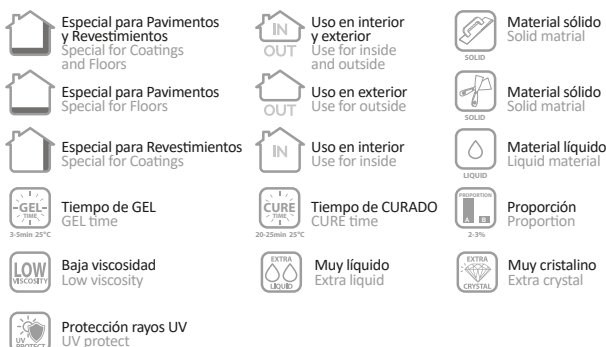 Especial para Pavimentos
y Revestimientos
Special for Coatings
and Floors
IN
OUT
Uso en interior
y exterior
Use for inside
and outside
SOLID
Material sólido
Solid matrial
Especial para Pavimentos
Special for Floors
OUT
Uso en exterior
Use for outside
SOLID
Material sólido
Solid matrial
Especial para Revestimientos
Special for Coatings
IN
Uso en interior
Use for inside
LIQUID
Material líquido
Liquid material
GEL
TIME
3-5min 25°C
Tiempo de GEL
GEL time
CURE
TIME
20-25min 25°C
Tiempo de CURADO
CURE time
PROPORTION
A B
2-3%
Proporción
Proportion
LOW
VISCOSITY
Baja viscosidad
Low viscosity
EXTRA
LIQUID
Muy líquido
Extra liquid
EXTRA
CRYSTAL
Muy cristalino
Extra crystal
UV
PROTECT
Protección rayos UV
UV protect